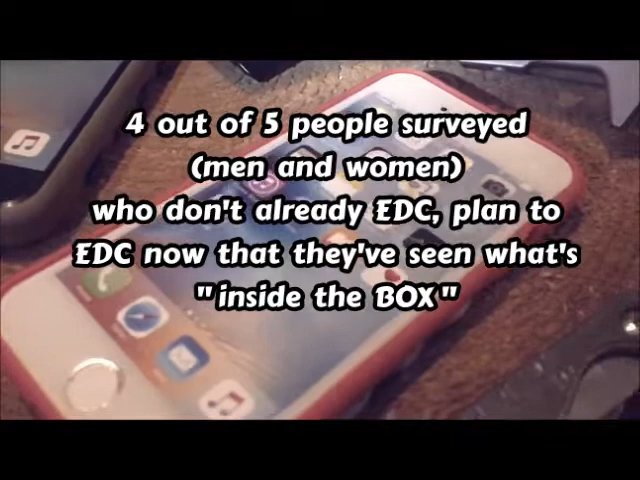 4 out of 5 people surveyed
(men and women)
who don't already EDC, plan to
EDC now that they've seen what's
"inside the BOX"